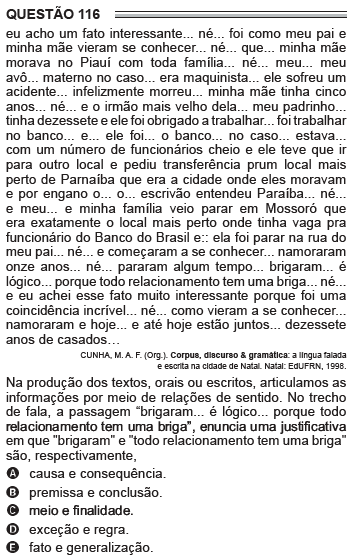 QUESTÃO 116
eu acho um fato interessante... né... foi como meu pai e
minha mãe vieram se conhecer... né... que... minha mãe
morava no Piauí com toda família... né... meu... meu
avô... materno no caso... era maquinista... ele sofreu um
acidente... infelizmente morreu... minha mãe tinha cinco
anos... né... e o irmão mais velho dela... meu padrinho...
tinha dezessete e ele foi obrigado a trabalhar... foi trabalhar
no banco... e... ele foi... o banco... no caso... estava...
com um número de funcionários cheio e ele teve que ir
para outro local e pediu transferência prum local mais
perto de Parnaíba que era a cidade onde eles moravam
e por engano o... o... escrivão entendeu Paraíba... né...
e meu... e minha família veio parar em Mossoró que
era exatamente o local mais perto onde tinha vaga pra
funcionário do Banco do Brasil e:: ela foi parar na rua do
meu pai... né... e começaram a se conhecer... namoraram
onze anos... né... pararam algum tempo... brigaram... é
lógico... porque todo relacionamento tem uma briga... né...
e eu achei esse fato muito interessante porque foi uma
coincidência incrível... né... como vieram a se conhecer...
namoraram e hoje... e até hoje estão juntos... dezessete
anos de casados...
CUNHA, M. A. F. (Org.). Corpus, discurso & gramática: a língua falada
e escrita na cidade de Natal. Natal: EdUFRN, 1998.
Na produção dos textos, orais ou escritos, articulamos as
informações por meio de relações de sentido. No trecho
de fala, a passagem "brigaram... é lógico... porque todo
relacionamento tem uma briga", enuncia uma justificativa
em que "brigaram" e "todo relacionamento tem uma briga"
são, respectivamente,
A causa e consequência.
B premissa e conclusão.
C meio e finalidade.
D exceção e regra.
E fato e generalização.